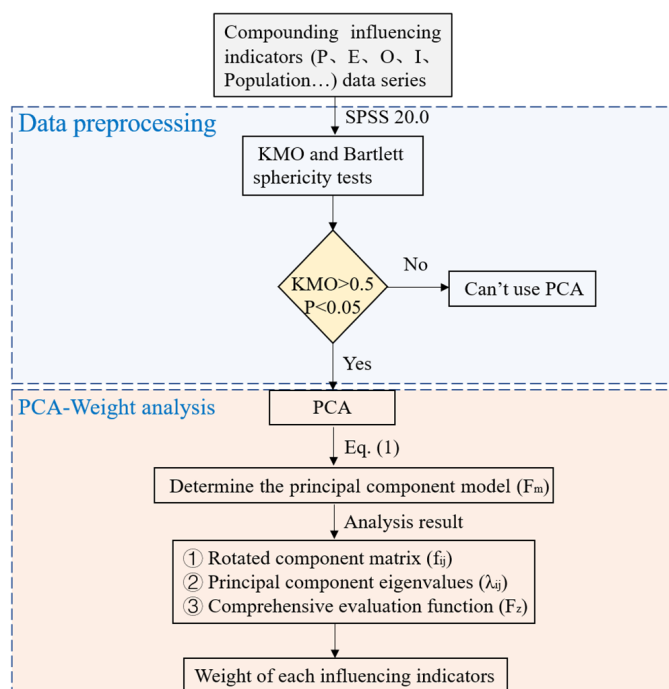 Compounding influencing
indicators (P、E、O、I、
Population…) data series
SPSS 20.0
Data preprocessing
KMO and Bartlett
sphericity tests
KMO>0.5
P<0.05
No
Can't use PCA
Yes
PCA-Weight analysis
PCA
Eq. (1)
Determine the principal component model (Fm)
Analysis result
① Rotated component matrix (fij)
② Principal component eigenvalues (λij)
③ Comprehensive evaluation function (Fz)
Weight of each influencing indicators